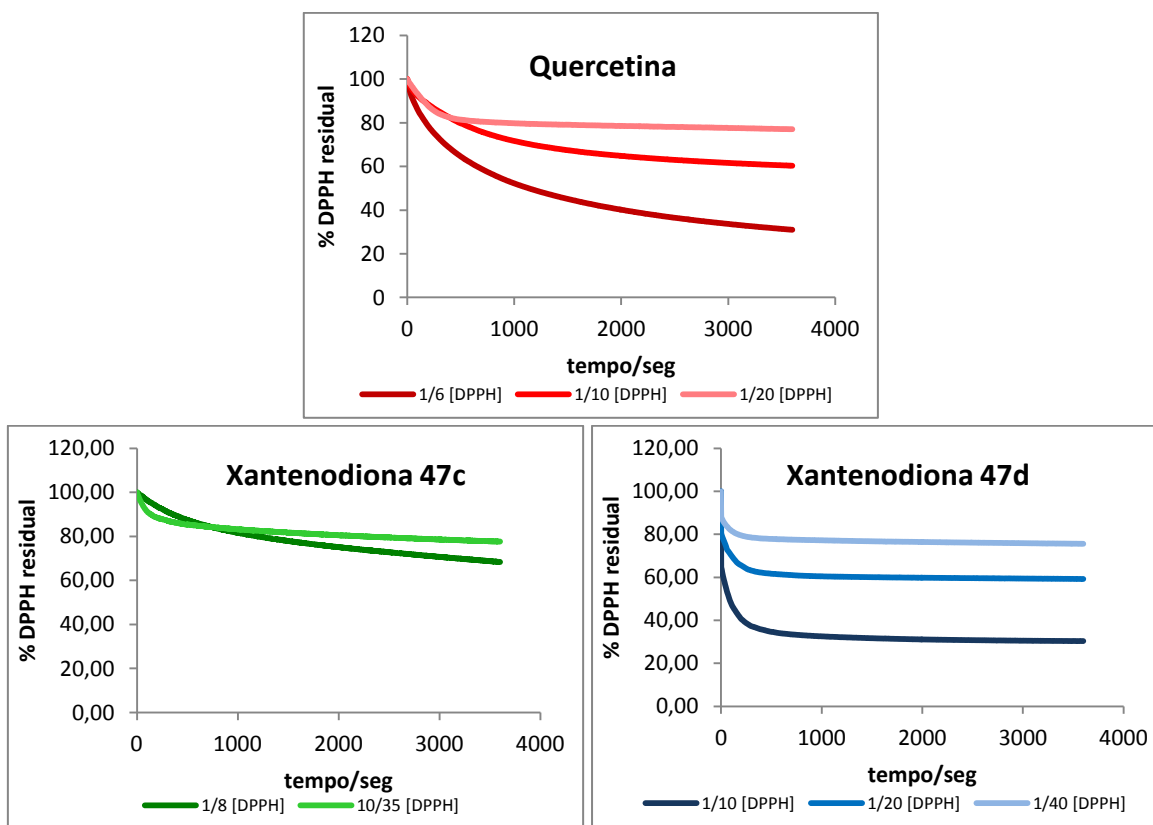 Quercetina
% DPPH residual
120
100
80
60
40
20
0
0 1000 2000 3000 4000
tempo/seg
1/6 [DPPH] 1/10 [DPPH] 1/20 [DPPH]
Xantenodiona 47c
% DPPH residual
120,00
100,00
80,00
60,00
40,00
20,00
0,00
0 1000 2000 3000 4000
tempo/seg
1/8 [DPPH] 10/35 [DPPH]
Xantenodiona 47d
% DPPH residual
120,00
100,00
80,00
60,00
40,00
20,00
0,00
0 1000 2000 3000 4000
tempo/seg
1/10 [DPPH] 1/20 [DPPH] 1/40 [DPPH]